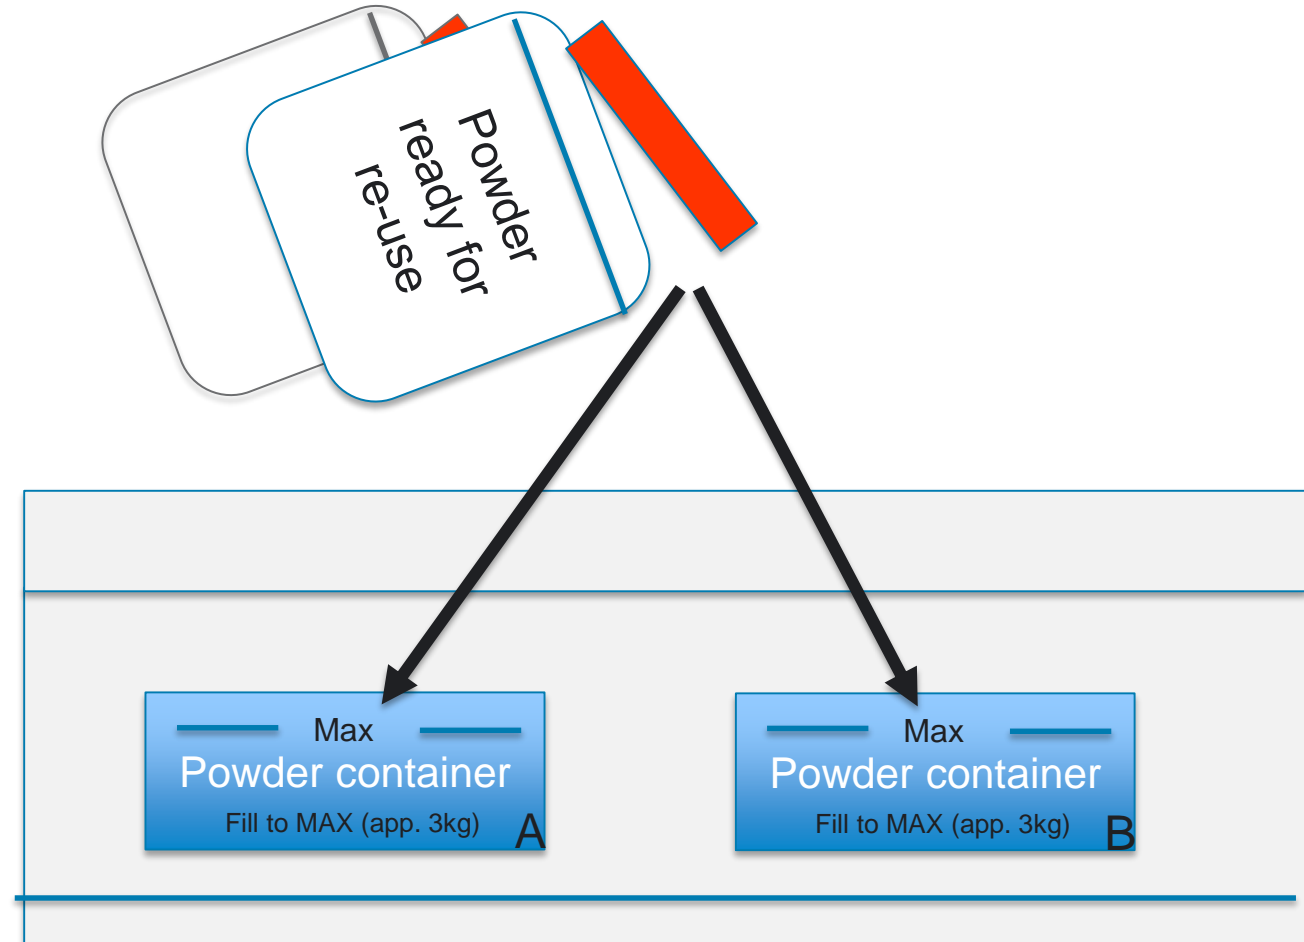 Powder
ready for
re-use
Max
Powder container
Fill to MAX (app. 3kg)
A
Max
Powder container
Fill to MAX (app. 3kg)
B